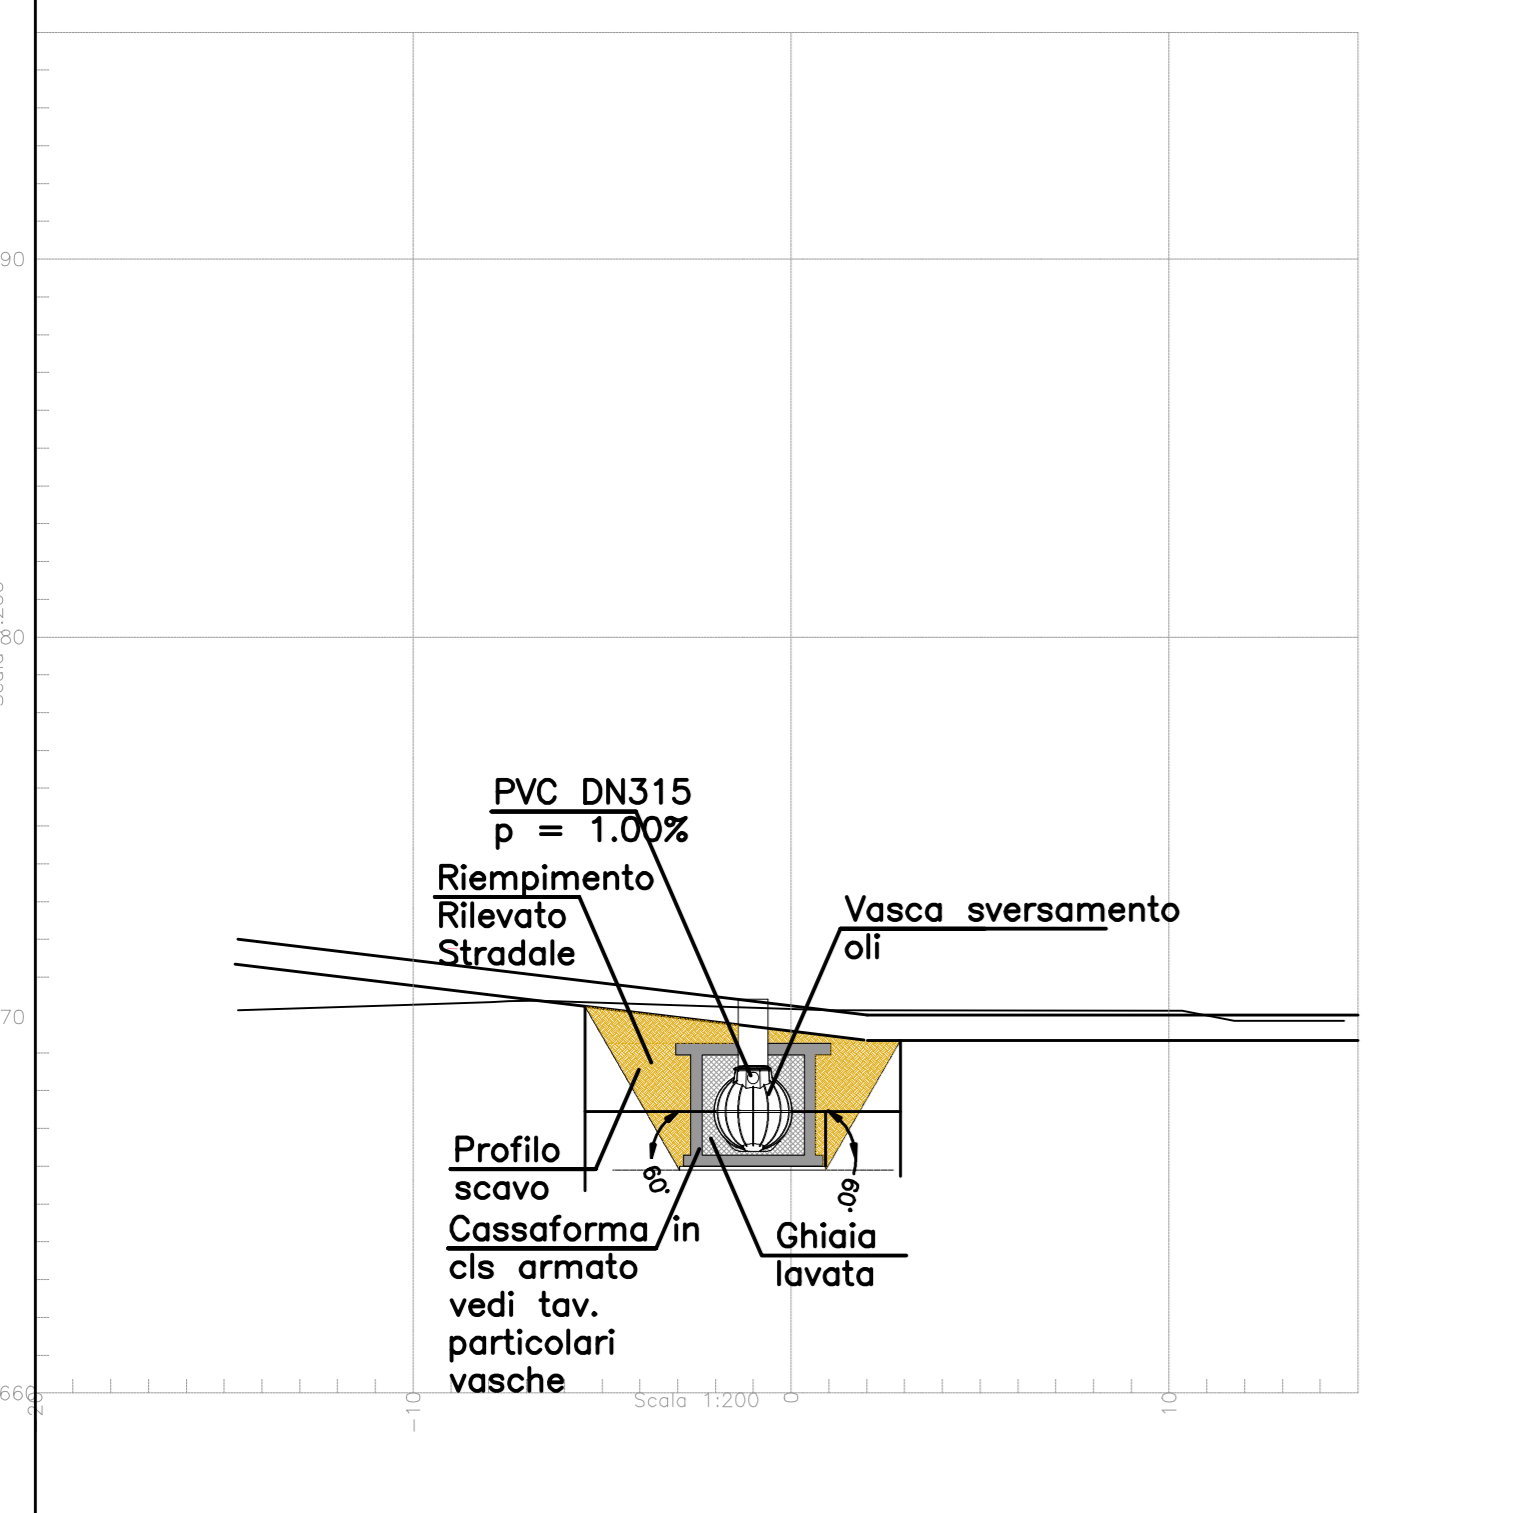 90
80
PVC DN315
p = 1.00%
Riempimento
Rilevato
Stradale
Vasca sversamento
oli
70
Profilo
scavo
60°
60°
Cassaforma in
cls armato
vedi tav.
particolari
vasche
Ghiaia
lavata
660
-10
Scala 1:200
0
10